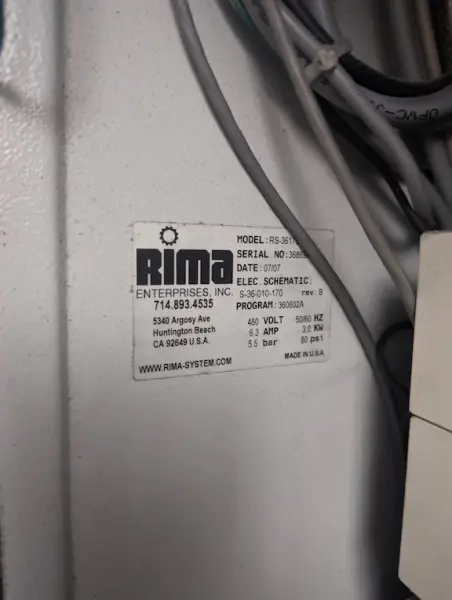 RIMA
ENTERPRISES, INC.
714.893.4535
5340 Argosy Ave
Huntington Beach
CA 92649 U.S.A.
WWW.RIMA-SYSTEM.COM
MODEL:
SERIAL NO:
DATE: 07/07
ELEC.SCHEMATIC:
S-36-010-170 rev: B
PROGRAM: 360602A
480 VOLT 50/60 HZ
6.3 AMP 3.0 KW
5.5 bar 80 psi
MADE IN U.S.A